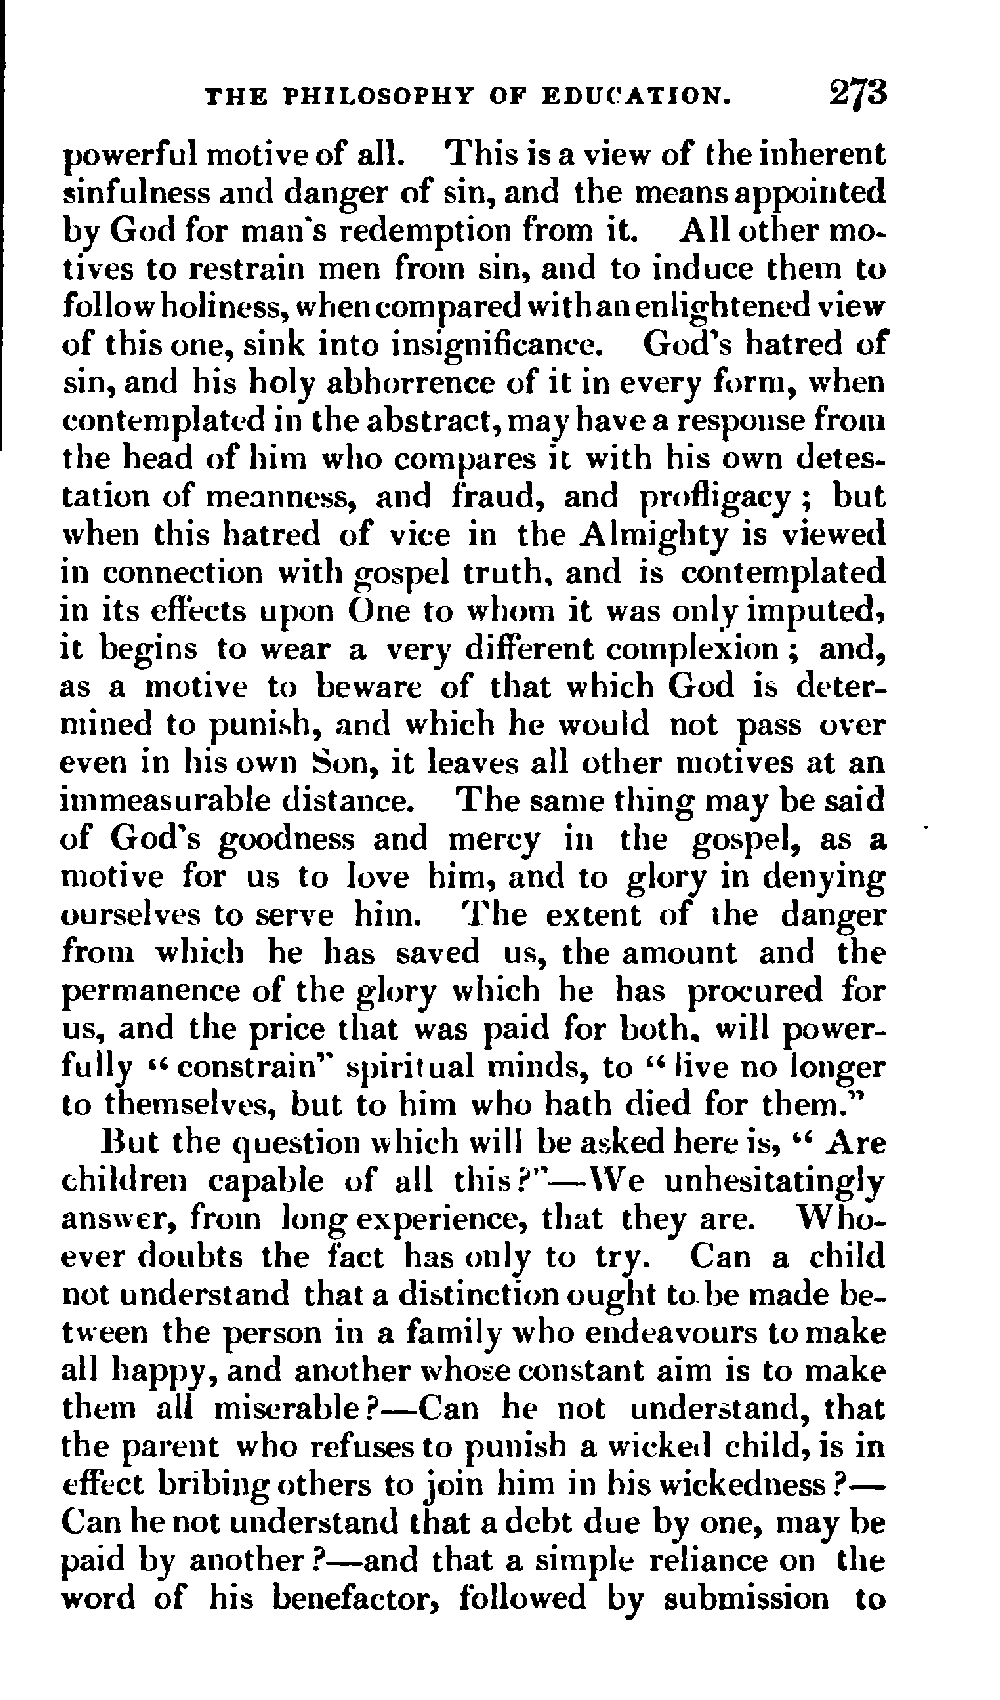 THE PHILOSOPHY OF EDUCATION. 273
powerful motive of all. This is a view of the inherent
sinfulness and danger of sin, and the means appointed
by God for man's redemption from it. All other mo-
tives to restrain men from sin, and to induce them to
follow holiness, when compared with an enlightened view
of this one, sink into insignificance. God's hatred of
sin, and his holy abhorrence of it in every form, when
contemplated in the abstract, may have a response from
the head of him who compares it with his own detes-
tation of meanness, and fraud, and profligacy ; but
when this hatred of vice in the Almighty is viewed
in connection with gospel truth, and is contemplated
in its effects upon One to whom it was only imputed,
it begins to wear a very different complexion ; and,
as a motive to beware of that which God is deter-
mined to punish, and which he would not pass over
even in his own Son, it leaves all other motives at an
immeasurable distance. The same thing may be said
of God's goodness and mercy in the gospel, as a
motive for us to love him, and to glory in denying
ourselves to serve him. The extent of the danger
from which he has saved us, the amount and the
permanence of the glory which he has procured for
us, and the price that was paid for both, will power-
fully “ constrain” spiritual minds, to “ live no longer
to themselves, but to him who hath died for them.”
But the question which will be asked here is, “ Are
children capable of all this?”—We unhesitatingly
answer, from long experience, that they are. Who-
ever doubts the fact has only to try. Can a child
not understand that a distinction ought to be made be-
tween the person in a family who endeavours to make
all happy, and another whose constant aim is to make
them all miserable?—Can he not understand, that
the parent who refuses to punish a wicked child, is in
effect bribing others to join him in his wickedness ?—
Can he not understand that a debt due by one, may be
paid by another ?—and that a simple reliance on the
word of his benefactor, followed by submission to